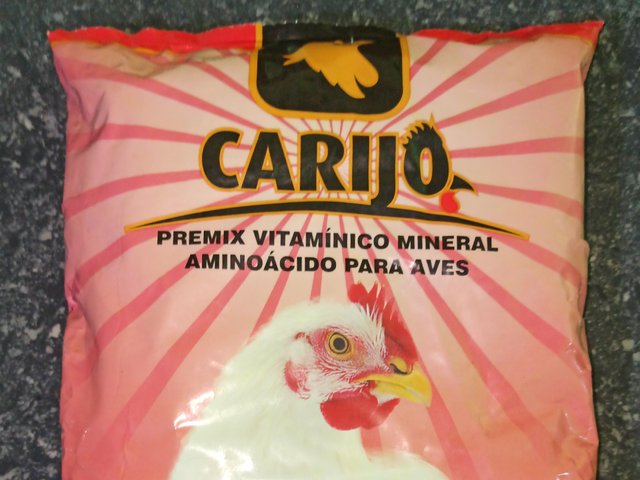 CARIJÓ
PREMIX VITAMÍNICO MINERAL
AMINOÁCIDO PARA AVES